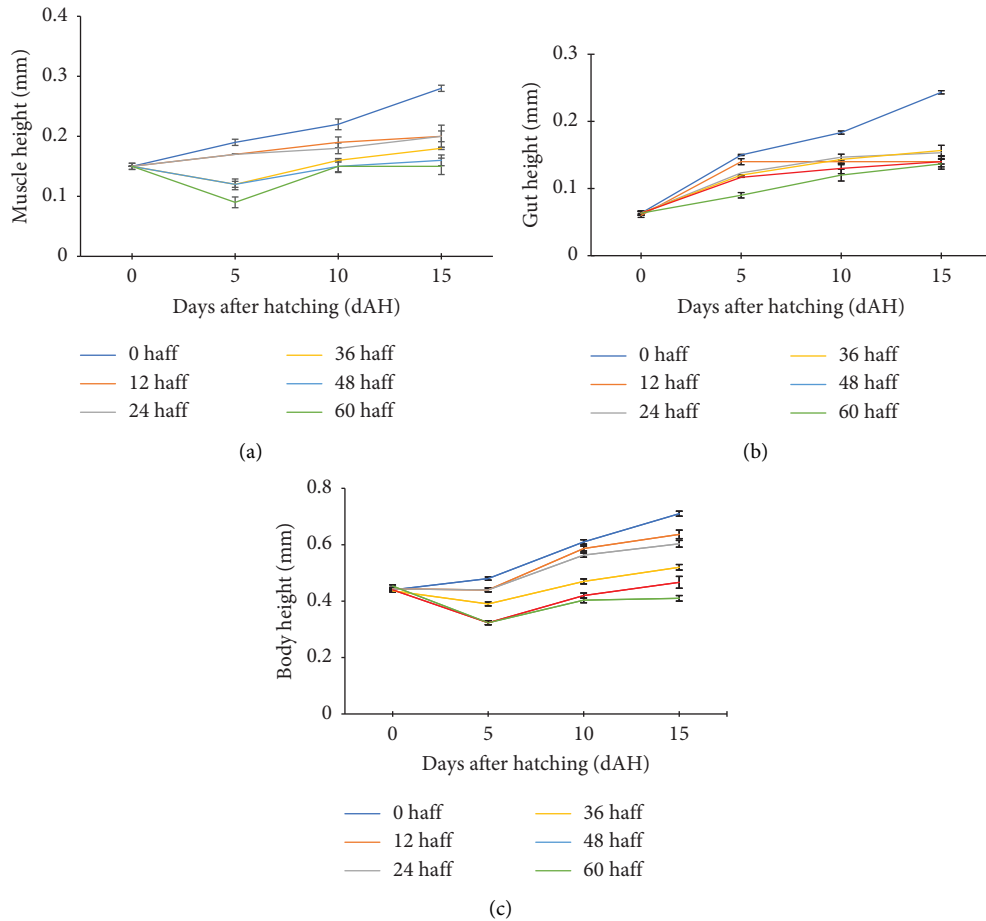 Muscle height (mm)
0.4
0.3
0.2
0.1
0
0 5 10 15
Days after hatching (dAH)
0 haff 36 haff
12 haff 48 haff
24 haff 60 haff
(a)
Gut height (mm)
0.3
0.2
0.1
0
0 5 10 15
Days after hatching (dAH)
0 haff 36 haff
12 haff 48 haff
24 haff 60 haff
(b)
Body height (mm)
0.8
0.6
0.4
0.2
0
0 5 10 15
Days after hatching (dAH)
0 haff 36 haff
12 haff 48 haff
24 haff 60 haff
(c)